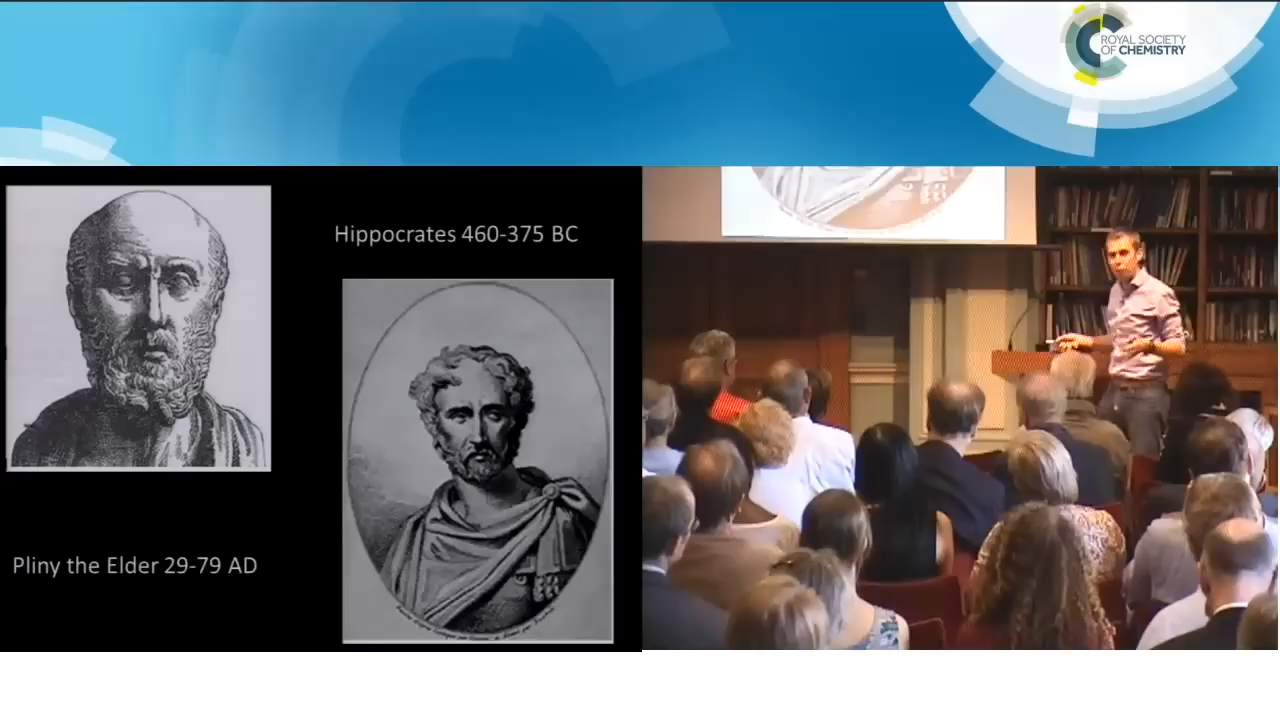 ROYAL SOCIETY
OF CHEMISTRY
Hippocrates 460-375 BC
Pliny the Elder 29-79 AD